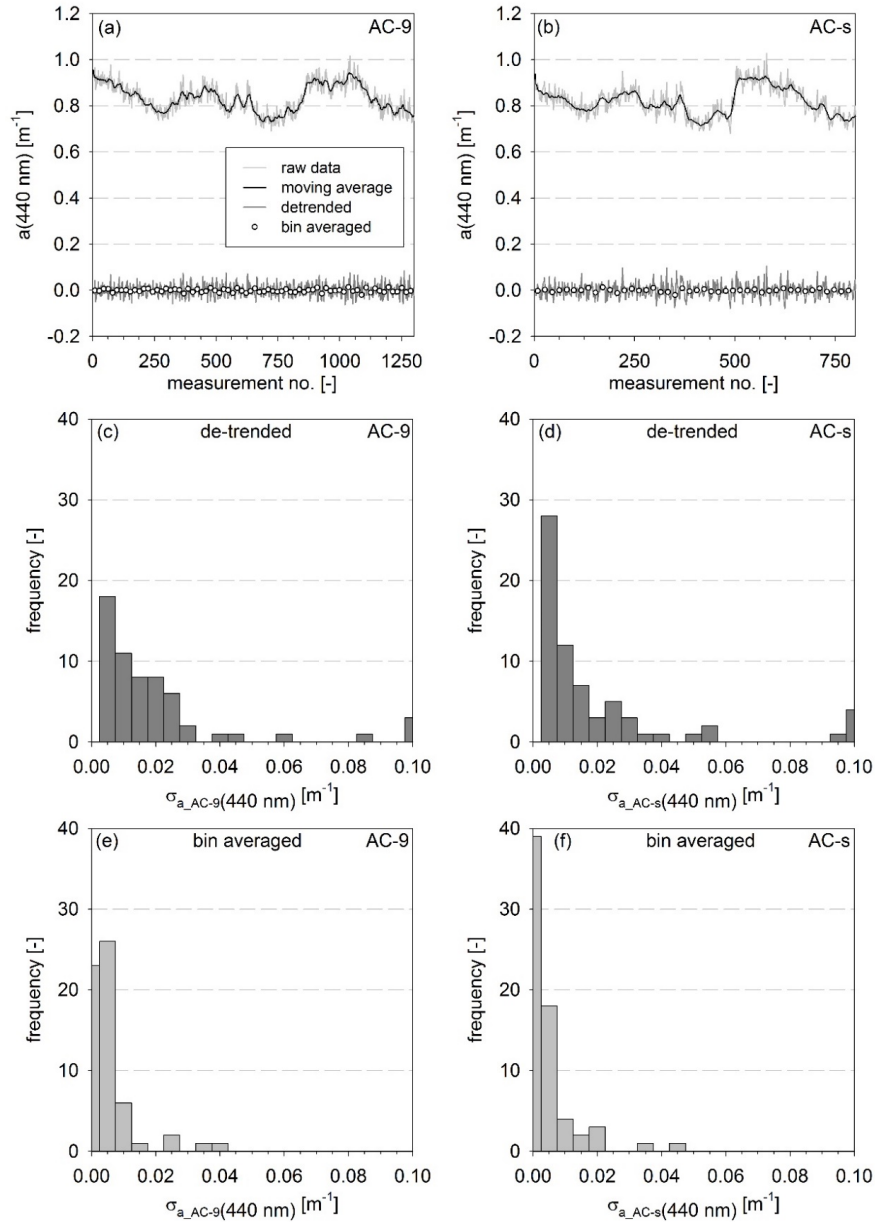 (a) AC-9
1.2
1.0
0.8
0.6
0.4
0.2
0.0
-0.2
a(440 nm) [m⁻¹]
raw data
moving average
detrended
bin averaged
0 250 500 750 1000 1250
measurement no. [-]
(b) AC-s
1.2
1.0
0.8
0.6
0.4
0.2
0.0
-0.2
a(440 nm) [m⁻¹]
0 250 500 750
measurement no. [-]
(c) de-trended AC-9
40
30
20
10
0
frequency [-]
0.00 0.02 0.04 0.06 0.08 0.10
σa_AC-9(440 nm) [m⁻¹]
(d) de-trended AC-s
40
30
20
10
0
frequency [-]
0.00 0.02 0.04 0.06 0.08 0.10
σa_AC-s(440 nm) [m⁻¹]
(e) bin averaged AC-9
40
30
20
10
0
frequency [-]
0.00 0.02 0.04 0.06 0.08 0.10
σa_AC-9(440 nm) [m⁻¹]
(f) bin averaged AC-s
40
30
20
10
0
frequency [-]
0.00 0.02 0.04 0.06 0.08 0.10
σa_AC-s(440 nm) [m⁻¹]